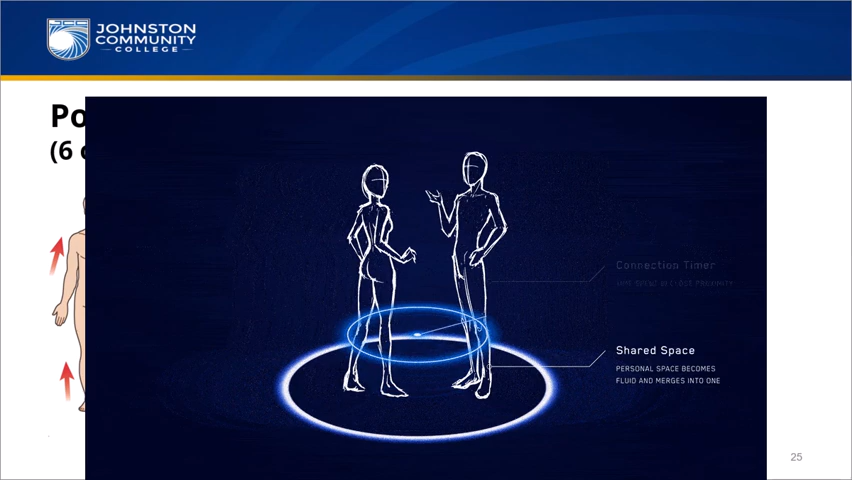 JOHNSTON
COMMUNITY
COLLEGE
Po
(6
Connection Timer
Shared Space
PERSONAL SPACE BECOMES
FLUID AND MERGES INTO ONE
25